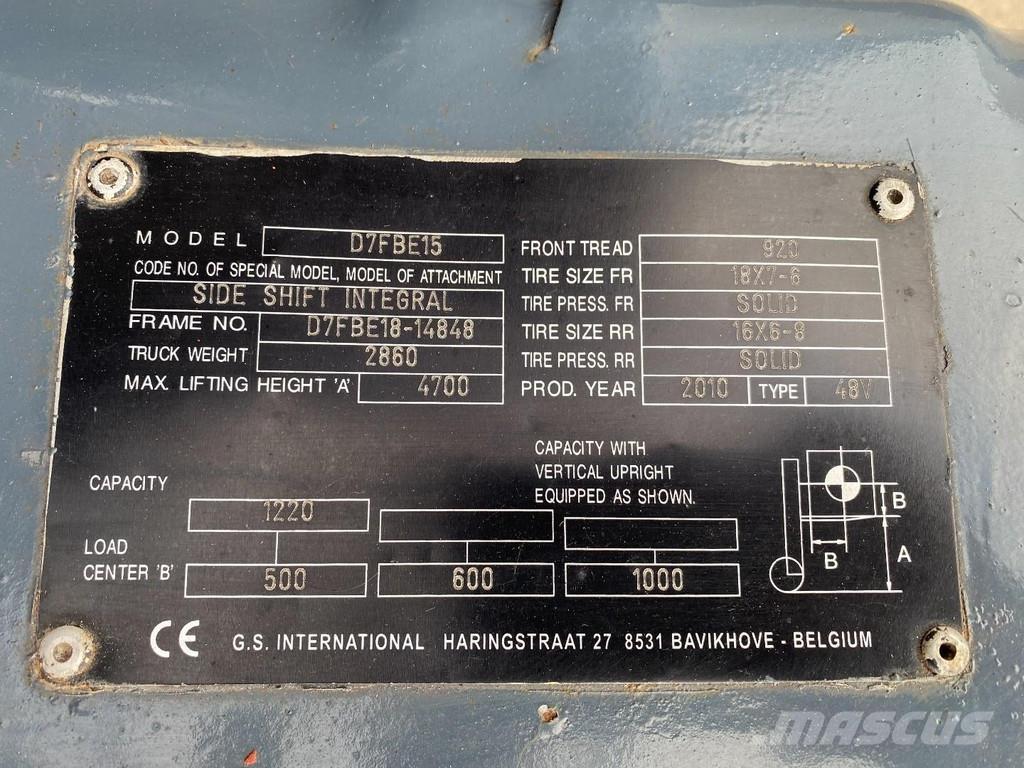 MODEL D7FBE15
CODE NO. OF SPECIAL MODEL, MODEL OF ATTACHMENT
SIDE SHIFT INTEGRAL
FRAME NO. D7FBE18-14848
TRUCK WEIGHT 2860
MAX. LIFTING HEIGHT 'A' 4700
FRONT TREAD 920
TIRE SIZE FR 18X7-6
TIRE PRESS. FR SOLID
TIRE SIZE RR 16X6-8
TIRE PRESS. RR SOLID
PROD. YEAR 2010 TYPE 48V
CAPACITY WITH
VERTICAL UPRIGHT
EQUIPPED AS SHOWN.
CAPACITY 1220
LOAD
CENTER 'B' 500 600 1000
B
B
A
CE G.S. INTERNATIONAL HARINGSTRAAT 27 8531 BAVIKHOVE - BELGIUM
MASCUS